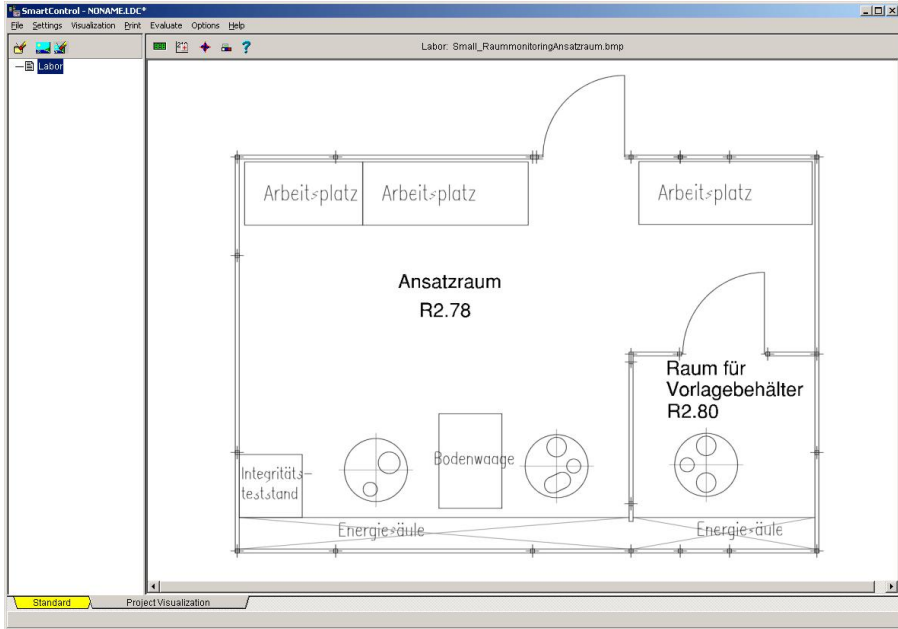 SmartControl - NONAME.LDC*
File Settings Visualization Print Evaluate Options Help
Labor: Small_RaummonitoringAnsatzraum.bmp
Labor
Arbeitsplatz Arbeitsplatz Arbeitsplatz
Ansatzraum
R2.78
Raum für
Vorlagebehälter
R2.80
Bodenwaage
Integritäts-
teststand
Energiesäule Energiesäule
Standard Project Visualization